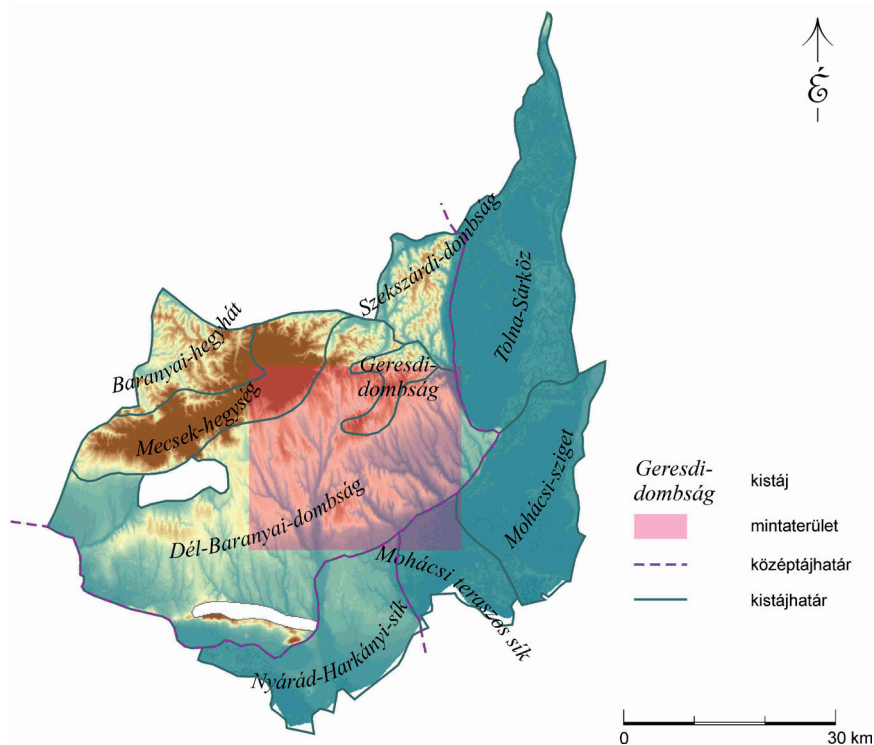 É
Szekszárdi-dombság
Tolna-Sárköz
Baranyai-hegyhát
Geresdi-
dombság
Mecsek-hegység
Mohácsi-sziget
Dél-Baranyai-dombság
Mohácsi teraszos sík
Nyárád-Harkányi-sík
Geresdi-
dombság
kistáj
mintaterület
középtájhatár
kistájhatár
0 30 km